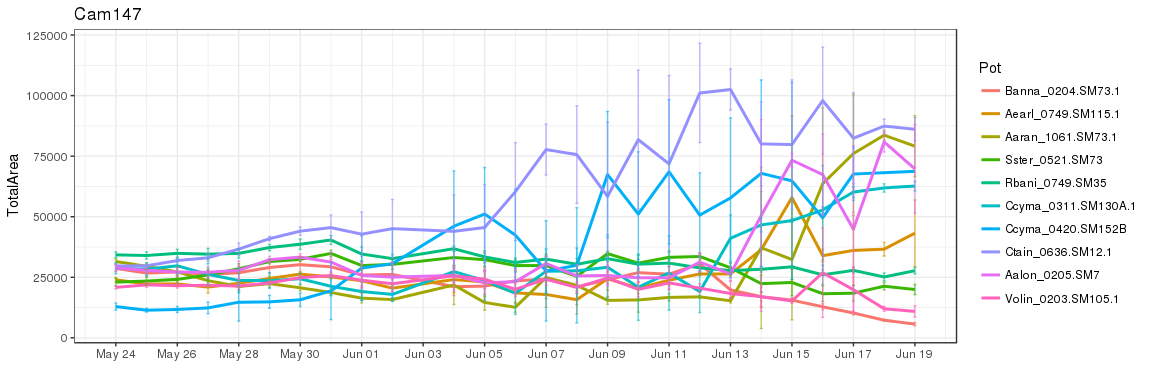 Cam147
TotalArea
125000
100000
75000
50000
25000
0
May 24 May 26 May 28 May 30 Jun 01 Jun 03 Jun 05 Jun 07 Jun 09 Jun 11 Jun 13 Jun 15 Jun 17 Jun 19
Pot
Banna_0204.SM73.1
Aearl_0749.SM115.1
Aaran_1061.SM73.1
Sster_0521.SM73
Rbani_0749.SM35
Ccyma_0311.SM130A.1
Ccyma_0420.SM152B
Ctain_0636.SM12.1
Aalon_0205.SM7
Volin_0203.SM105.1